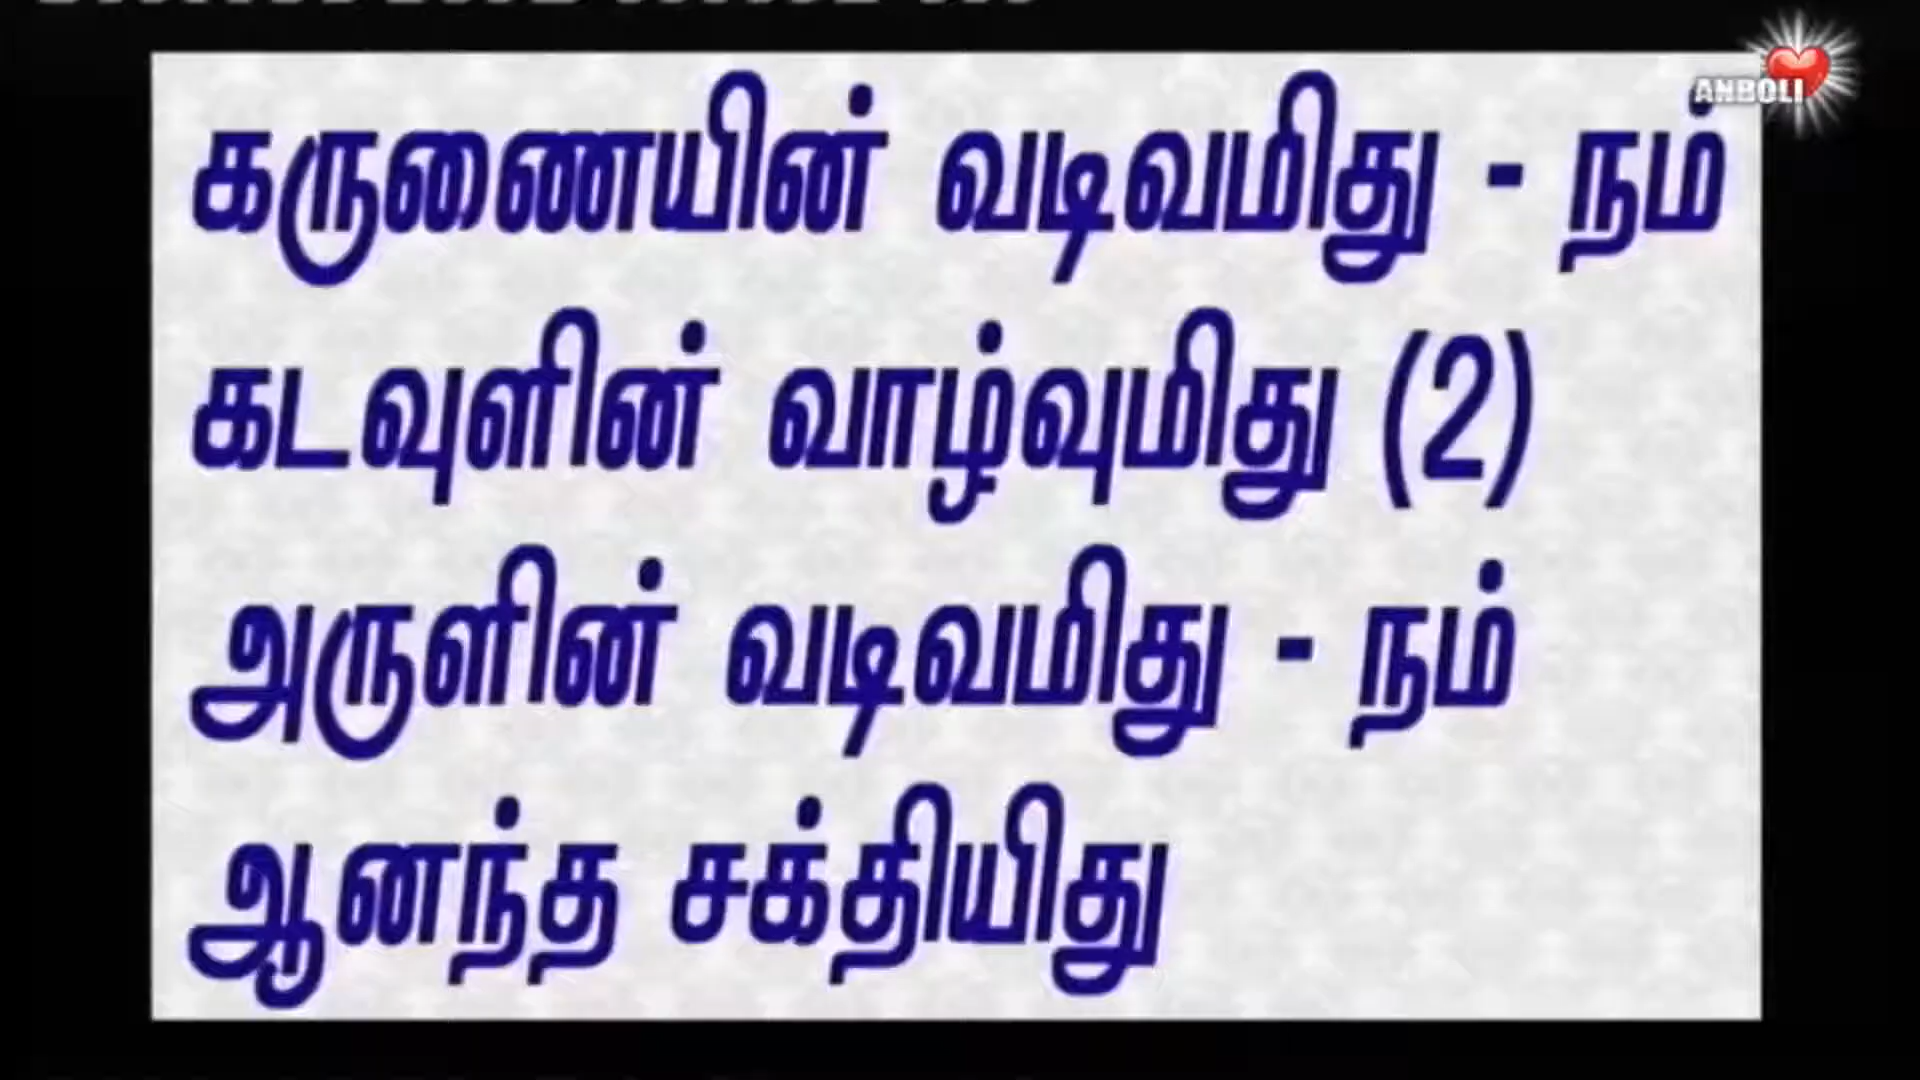 ANBOLI
கருணையின் வடிவமிது - நம்
கடவுளின் வாழ்வுமிது (2)
அருளின் வடிவமிது - நம்
ஆனந்த சக்தியிது